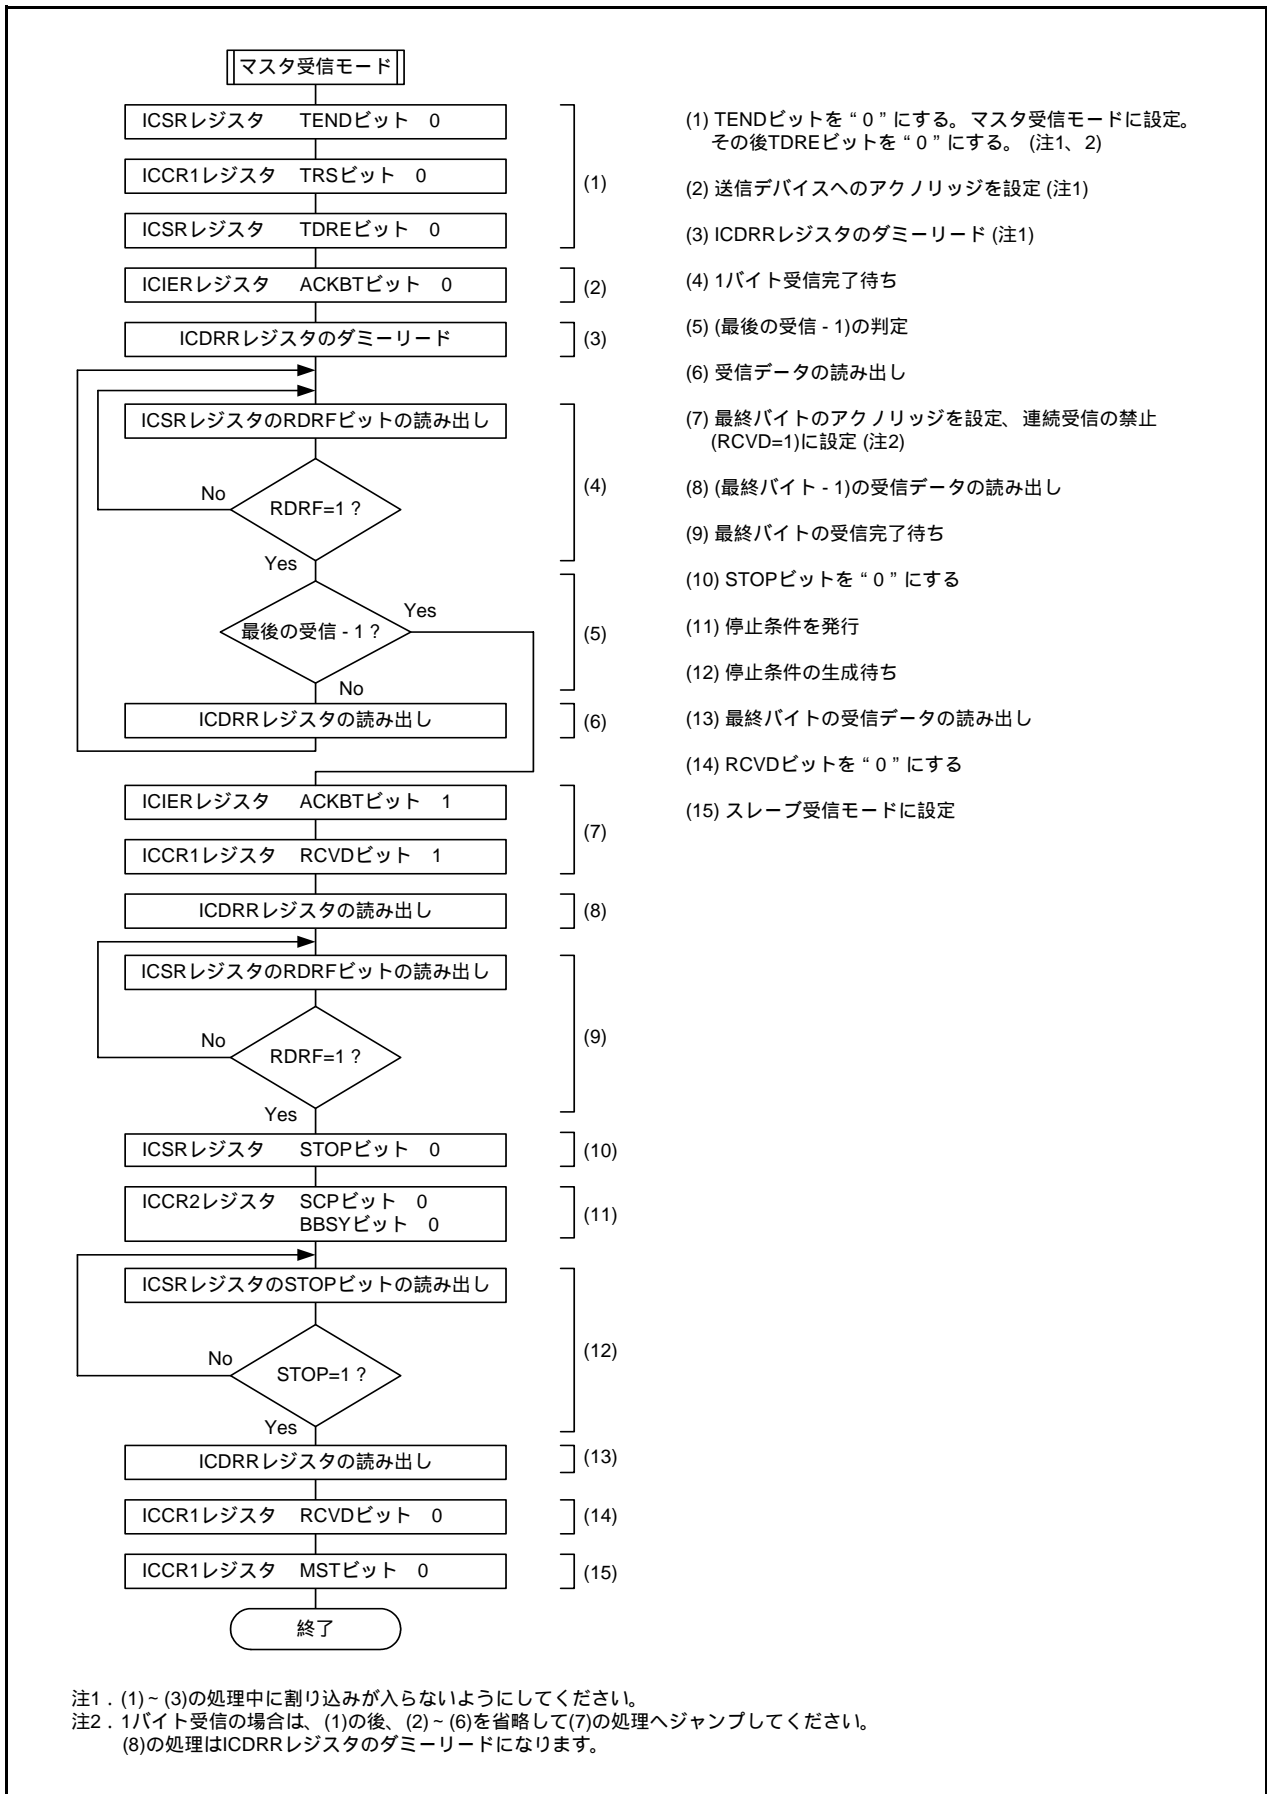 マスタ受信モード
ICSRレジスタ TENDビット 0
ICCR1レジスタ TRSビット 0
ICSRレジスタ TDREビット 0
(1)
ICIERレジスタ ACKBTビット 0
(2)
ICDRRレジスタのダミーリード
(3)
ICSRレジスタのRDRFビットの読み出し
No
RDRF=1 ?
(4)
Yes
最後の受信 - 1 ?
Yes
(5)
No
ICDRRレジスタの読み出し
(6)
ICIERレジスタ ACKBTビット 1
ICCR1レジスタ RCVDビット 1
(7)
ICDRRレジスタの読み出し
(8)
ICSRレジスタのRDRFビットの読み出し
No
RDRF=1 ?
(9)
Yes
ICSRレジスタ STOPビット 0
(10)
ICCR2レジスタ SCPビット 0
BBSYビット 0
(11)
ICSRレジスタのSTOPビットの読み出し
No
STOP=1 ?
(12)
Yes
ICDRRレジスタの読み出し
(13)
ICCR1レジスタ RCVDビット 0
(14)
ICCR1レジスタ MSTビット 0
(15)
終了
(1) TENDビットを “ 0 ” にする。マスタ受信モードに設定。
その後TDREビットを “ 0 ” にする。 (注1、2)
(2) 送信デバイスへのアクノリッジを設定 (注1)
(3) ICDRRレジスタのダミーリード (注1)
(4) 1バイト受信完了待ち
(5) (最後の受信 - 1)の判定
(6) 受信データの読み出し
(7) 最終バイトのアクノリッジを設定、連続受信の禁止
(RCVD=1)に設定 (注2)
(8) (最終バイト - 1)の受信データの読み出し
(9) 最終バイトの受信完了待ち
(10) STOPビットを “ 0 ” にする
(11) 停止条件を発行
(12) 停止条件の生成待ち
(13) 最終バイトの受信データの読み出し
(14) RCVDビットを “ 0 ” にする
(15) スレーブ受信モードに設定
注1．(1) ~ (3)の処理中に割り込みが入らないようにしてください。
注2．1バイト受信の場合は、(1)の後、(2) ~ (6)を省略して(7)の処理へジャンプしてください。
(8)の処理はICDRRレジスタのダミーリードになります。